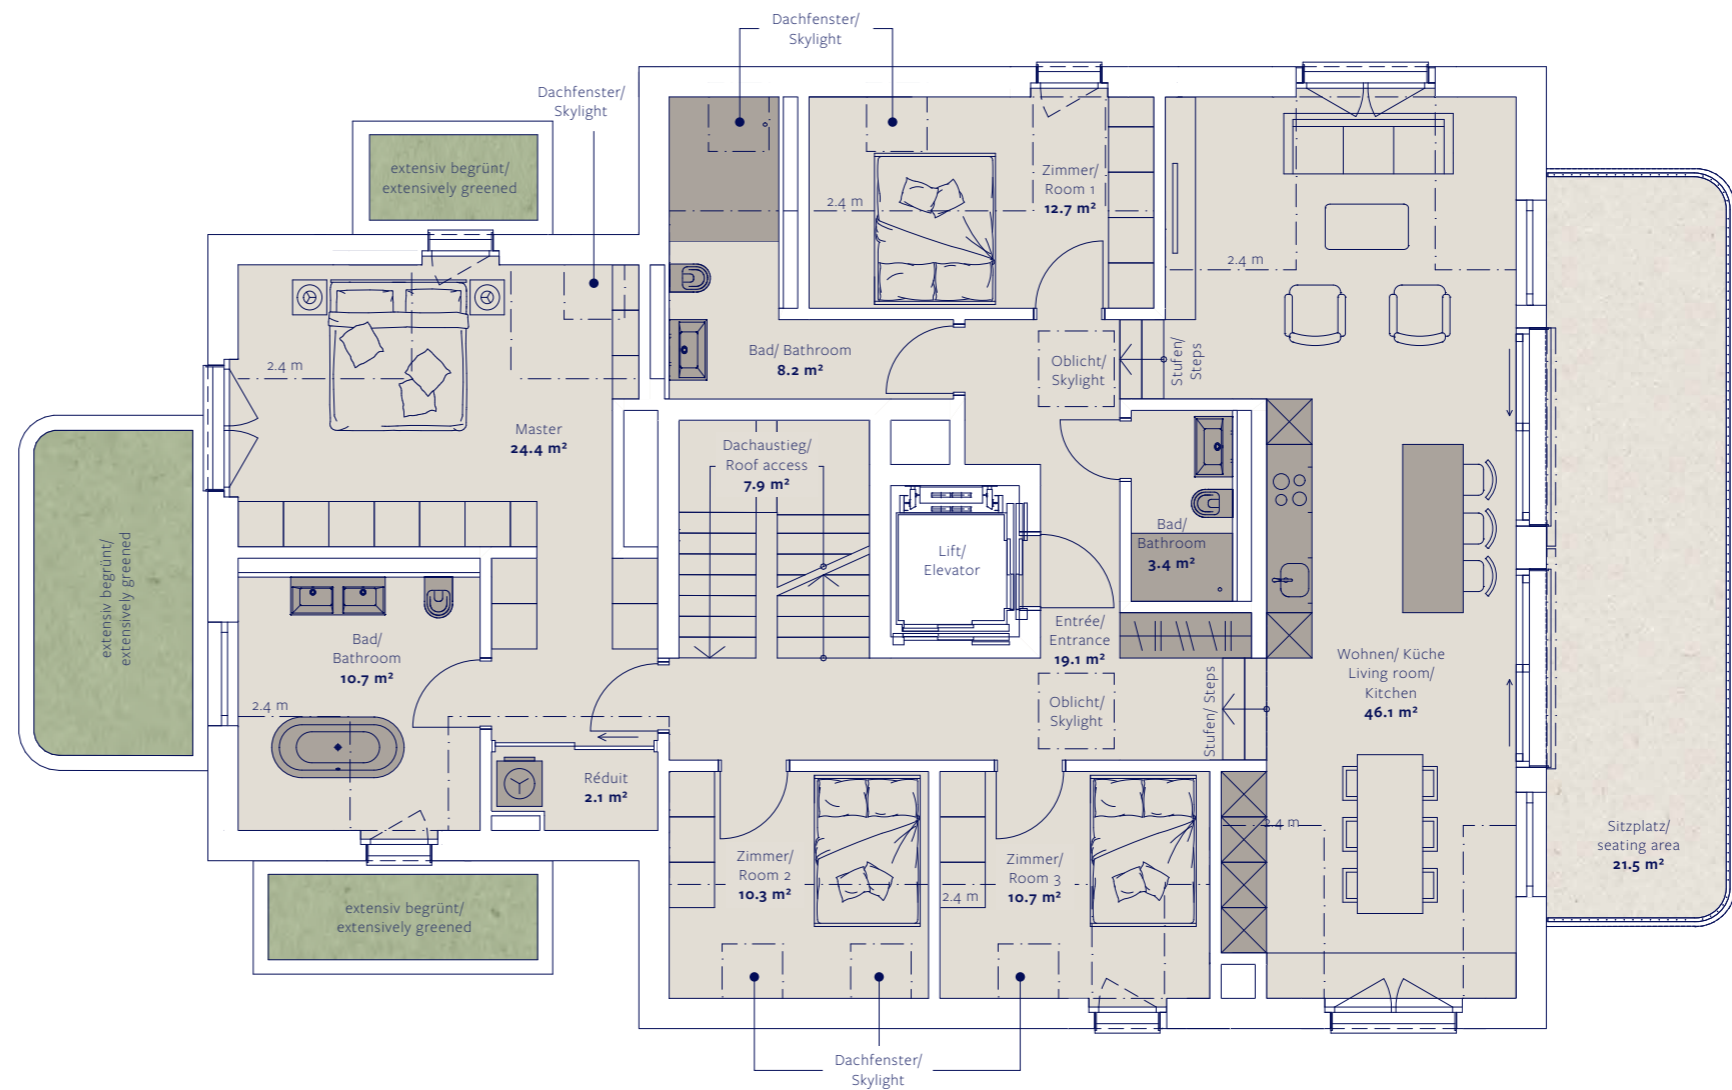 Dachfenster/
Skylight
Dachfenster/
Skylight
extensiv begrünt/
extensively greened
Zimmer/
Room 1
12.7 m²
2.4 m
2.4 m
2.4 m
Bad/ Bathroom
8.2 m²
Oblicht/
Skylight
Stufen/
Steps
Master
24.4 m²
Dachaustieg/
Roof access
7.9 m²
Lift/
Elevator
Bad/
Bathroom
3.4 m²
extensiv begrünt/
extensively greened
Bad/
Bathroom
10.7 m²
2.4 m
Entrée/
Entrance
19.1 m²
Wohnen/ Küche
Living room/
Kitchen
46.1 m²
Oblicht/
Skylight
Stufen/ Steps
Réduit
2.1 m²
2.4 m
Sitzplatz/
seating area
21.5 m²
Zimmer/
Room 2
10.3 m²
Zimmer/
Room 3
10.7 m²
2.4 m
extensiv begrünt/
extensively greened
Dachfenster/
Skylight